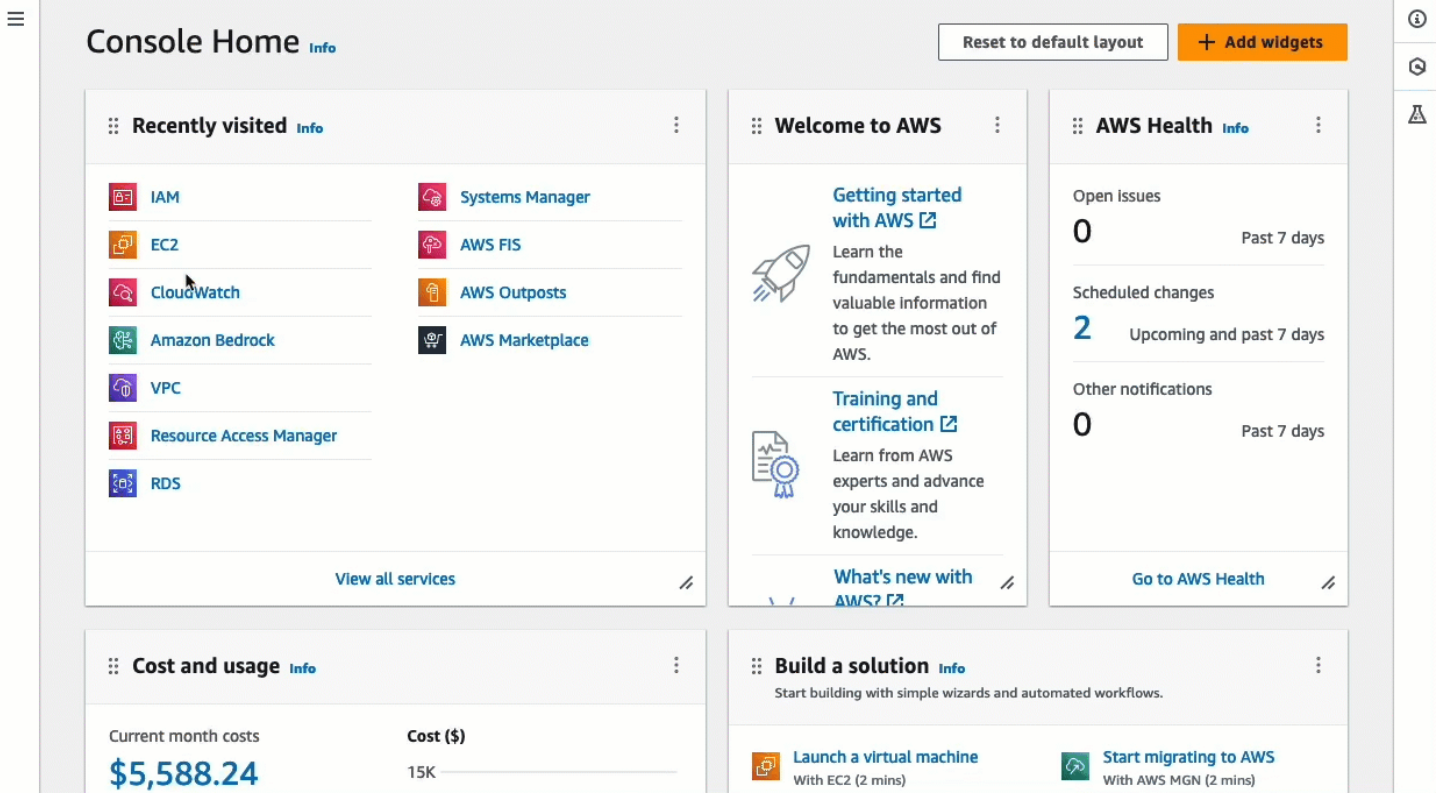 Console Home Info
Reset to default layout
Add widgets
Recently visited Info
IAM
EC2
CloudWatch
Amazon Bedrock
VPC
Resource Access Manager
RDS
Systems Manager
AWS FIS
AWS Outposts
AWS Marketplace
View all services
Welcome to AWS
Getting started
with AWS
Learn the
fundamentals and find
valuable information
to get the most out of
AWS.
Training and
certification
Learn from AWS
experts and advance
your skills and
knowledge.
What's new with
AWS?
AWS Health Info
Open issues
0
Past 7 days
Scheduled changes
2
Upcoming and past 7 days
Other notifications
0
Past 7 days
Go to AWS Health
Cost and usage Info
Current month costs
$5,588.24
Cost ($)
15K
Build a solution Info
Start building with simple wizards and automated workflows.
Launch a virtual machine
With EC2 (2 mins)
Start migrating to AWS
With AWS MGN (2 mins)